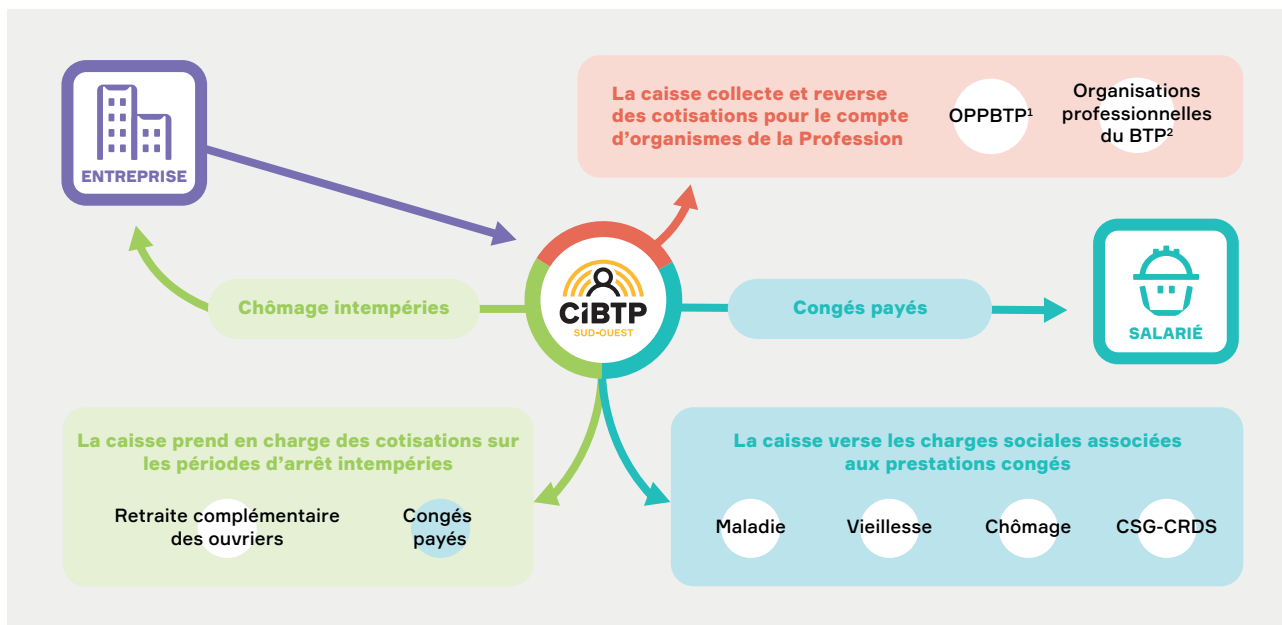 ENTREPRISE
La caisse collecte et reverse
des cotisations pour le compte
d’organismes de la Profession
OPPBTP¹
Organisations
professionnelles
du BTP²
Chômage intempéries
CiBTP
SUD-OUEST
Congés payés
SALARIÉ
La caisse prend en charge des cotisations sur
les périodes d’arrêt intempéries
Retraite complémentaire
des ouvriers
Congés
payés
La caisse verse les charges sociales associées
aux prestations congés
Maladie
Vieillesse
Chômage
CSG-CRDS